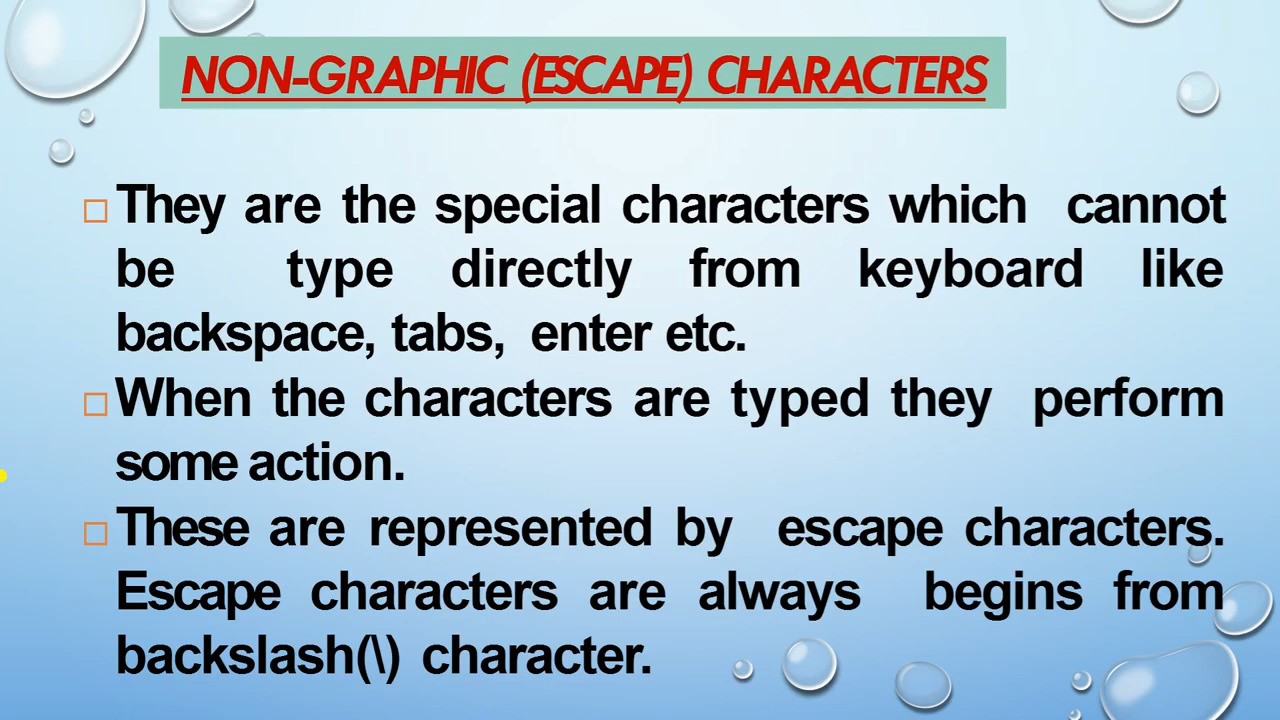 NON-GRAPHIC (ESCAPE) CHARACTERS
They are the special characters which cannot
be type directly from keyboard like
backspace, tabs, enter etc.
When the characters are typed they perform
some action.
These are represented by escape characters.
Escape characters are always begins from
backslash(\) character.